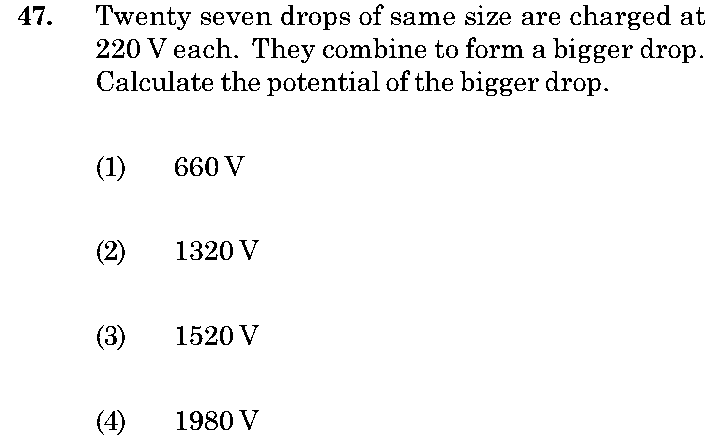 47. Twenty seven drops of same size are charged at
220 V each. They combine to form a bigger drop.
Calculate the potential of the bigger drop.
(1) 660 V
(2) 1320 V
(3) 1520 V
(4) 1980 V